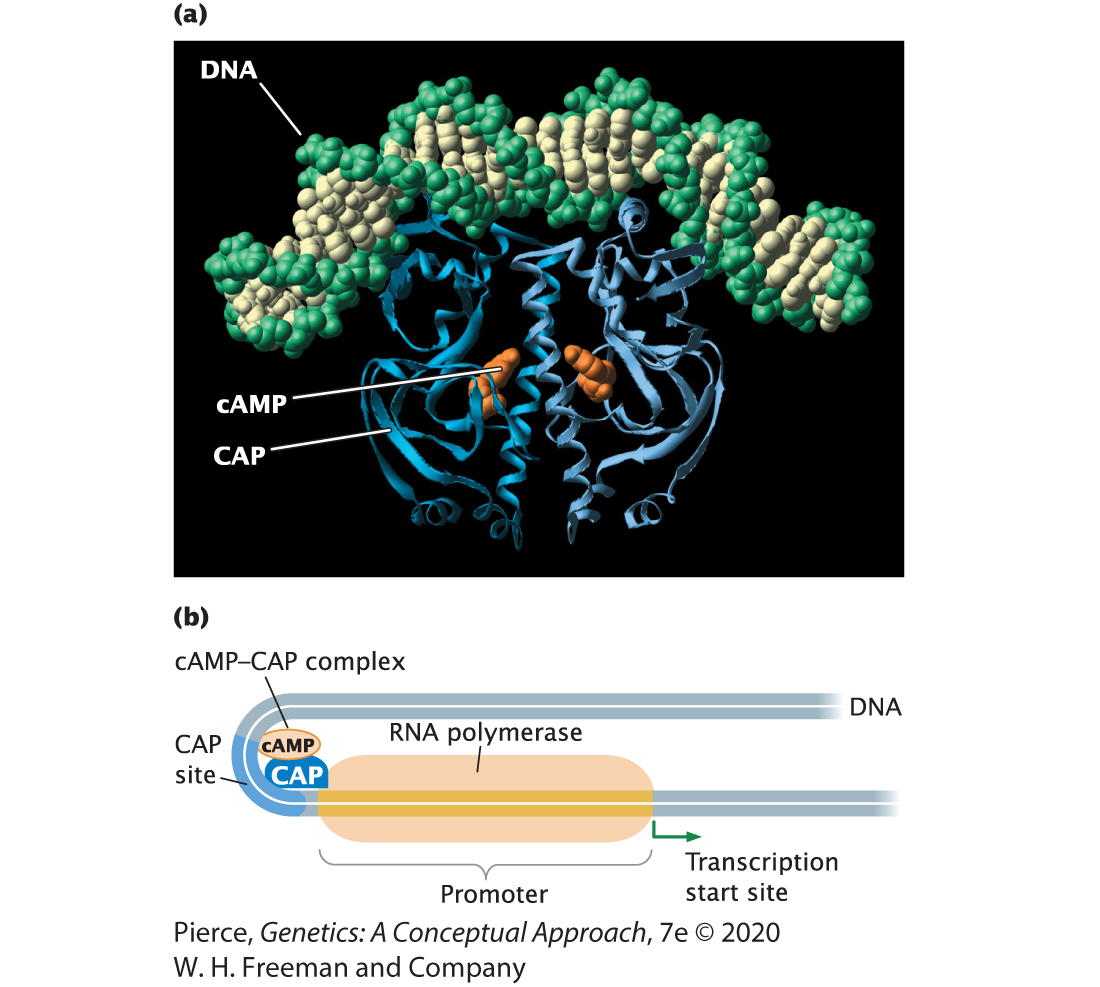 (a)
DNA
cAMP
CAP
(b)
cAMP–CAP complex
DNA
RNA polymerase
CAP
site
cAMP
CAP
Transcription
start site
Promoter
Pierce, Genetics: A Conceptual Approach, 7e © 2020
W. H. Freeman and Company